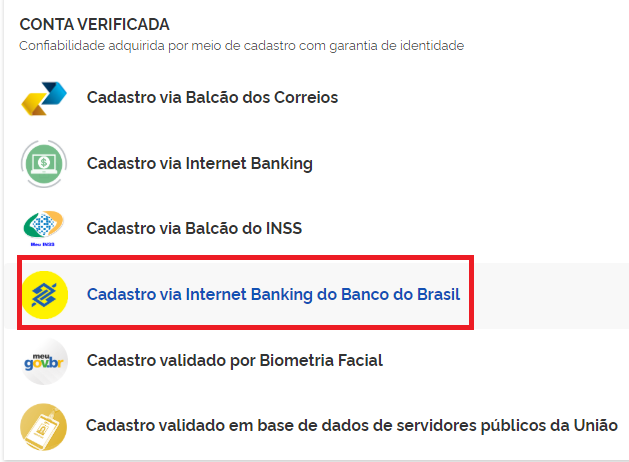 CONTA VERIFICADA
Confiabilidade adquirida por meio de cadastro com garantia de identidade
Cadastro via Balcão dos Correios
Cadastro via Internet Banking
Meu INSS
Cadastro via Balcão do INSS
Cadastro via Internet Banking do Banco do Brasil
meu
gov.br
Cadastro validado por Biometria Facial
Cadastro validado em base de dados de servidores públicos da União